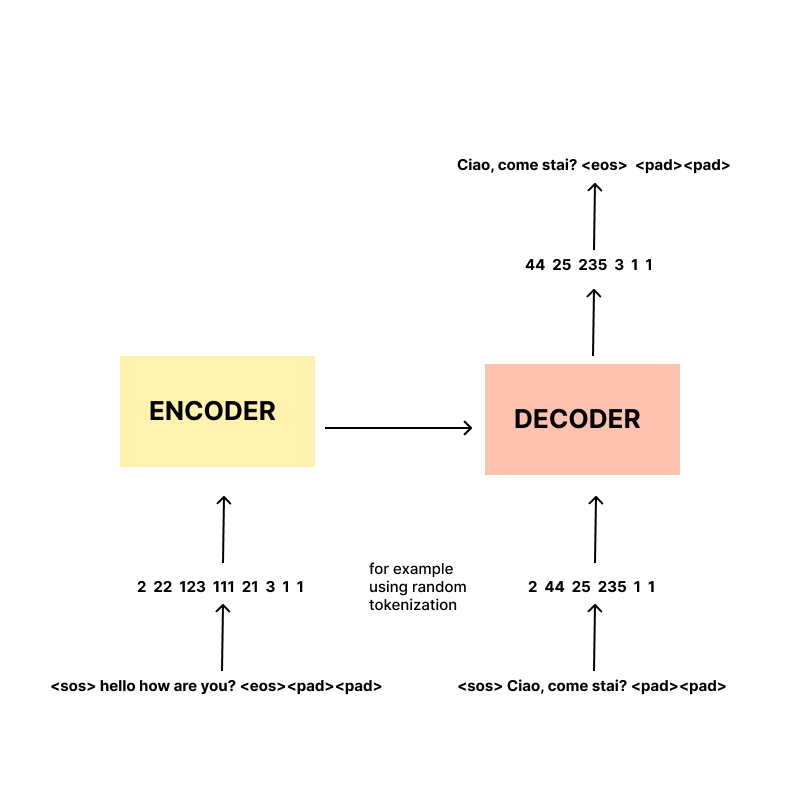 Ciao, come stai? <eos>  <pad><pad>
44 25 235 3 1 1
ENCODER
DECODER
for example
using random
tokenization
2 22 123 111 21 3 1 1
2 44 25 235 1 1
<sos> hello how are you? <eos><pad><pad>
<sos> Ciao, come stai? <pad><pad>